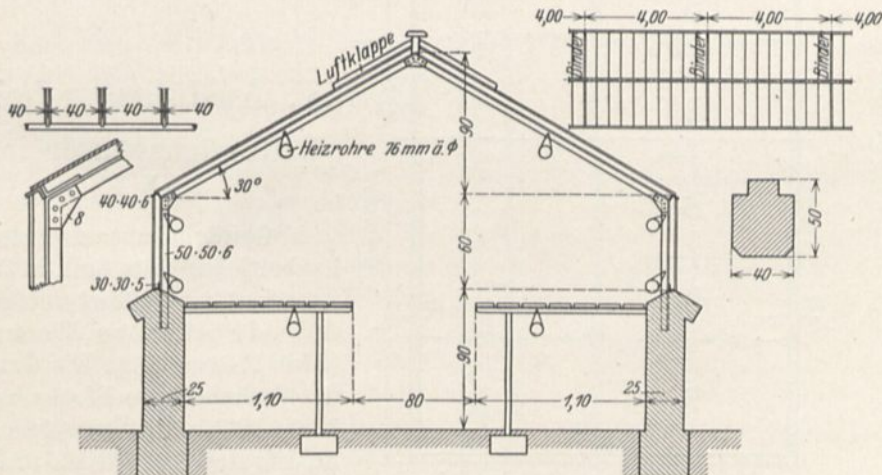 4,00 4,00 4,00 4,00
Binder Binder Binder
Luftklappe
40 40 40 40
90
Heizrohre 76 mm ä. ϕ
30°
40·40·6
8
50·50·6
60
50
40
30·30·5
90
25 1,10 80 1,10 25